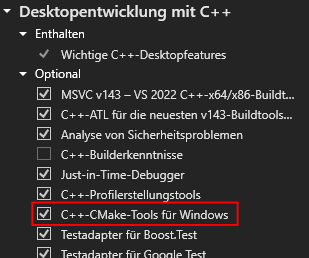 Desktopentwicklung mit C++
Enthalten
Wichtige C++-Desktopfeatures
Optional
MSVC v143 – VS 2022 C++-x64/x86-Buildt...
C++-ATL für die neuesten v143-Buildtools...
Analyse von Sicherheitsproblemen
C++-Builderkenntnisse
Just-in-Time-Debugger
C++-Profilerstellungstools
C++-CMake-Tools für Windows
Testadapter für Boost.Test
Testadapter für Google Test